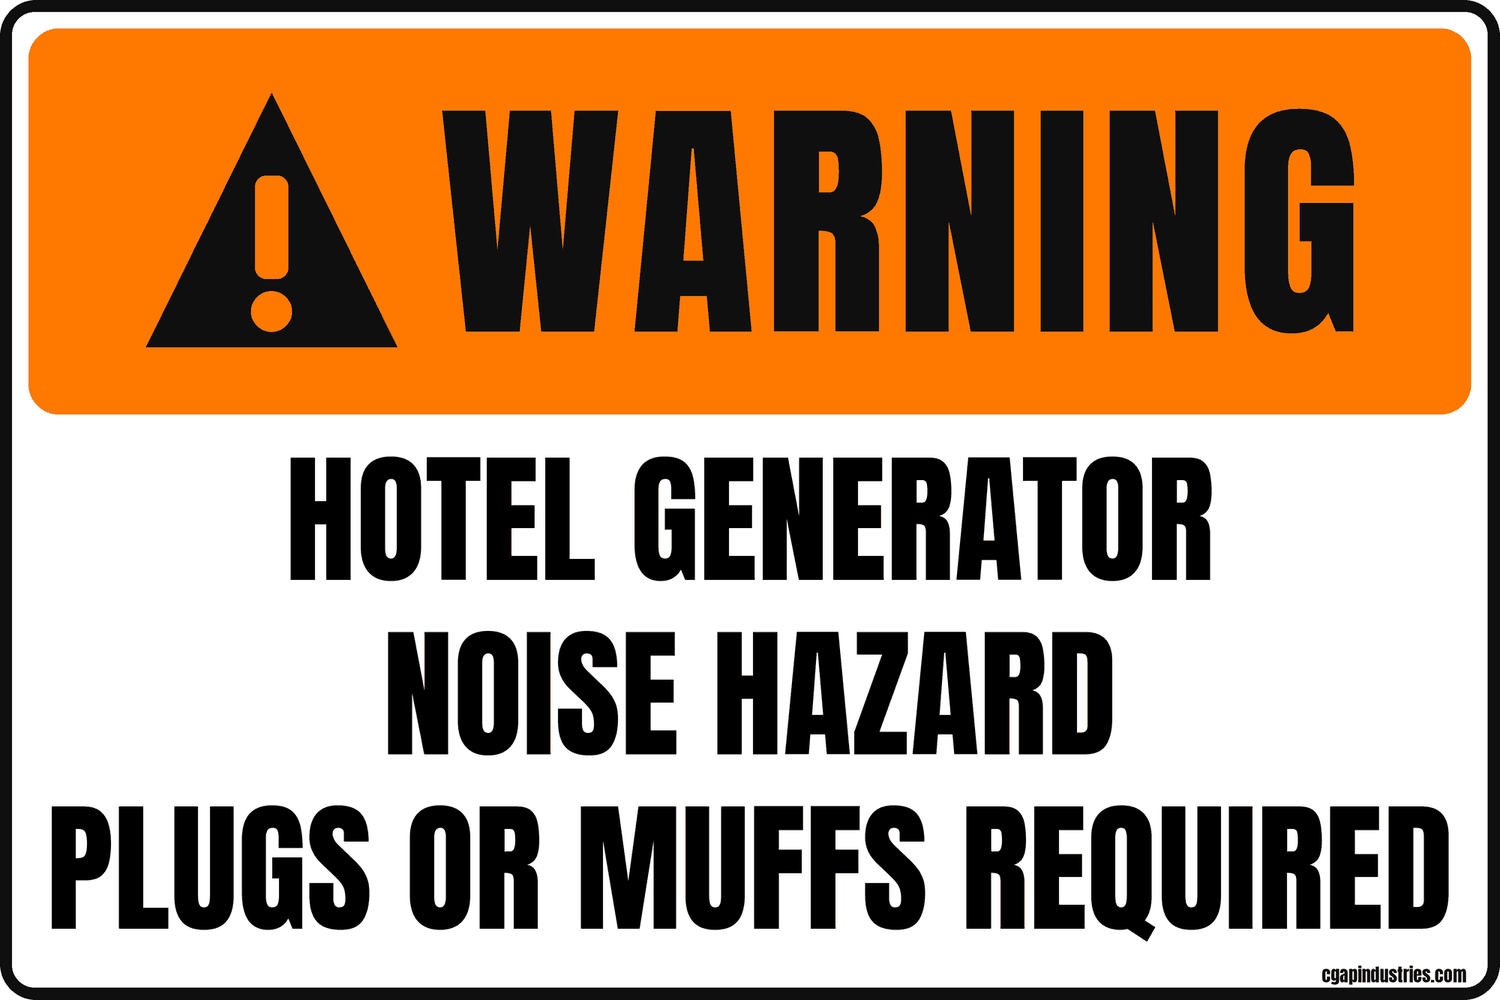 WARNING
HOTEL GENERATOR
NOISE HAZARD
PLUGS OR MUFFS REQUIRED
cgapindustries.com